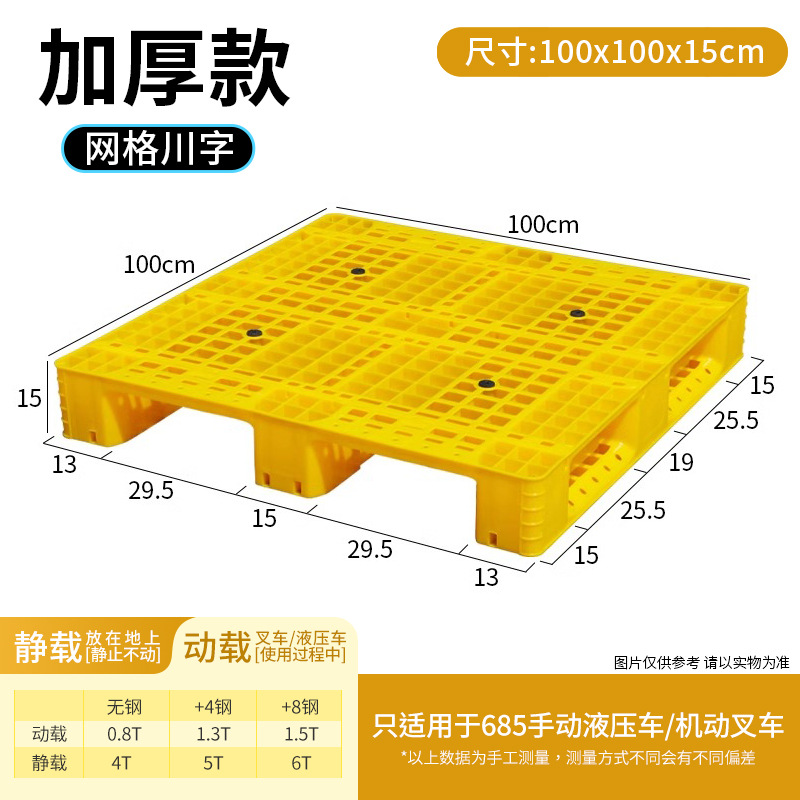 加厚款
网格川字
尺寸:100x100x15cm
100cm
100cm
15
13
29.5
15
29.5
13
15
25.5
19
25.5
15
静载 放在地上
[静止不动]
动载 叉车/液压车
[使用过程中]
图片仅供参考 请以实物为准
无钢 +4钢 +8钢
动载 0.8T 1.3T 1.5T
静载 4T 5T 6T
只适用于685手动液压车/机动叉车
*以上数据为手工测量，测量方式不同会有不同偏差